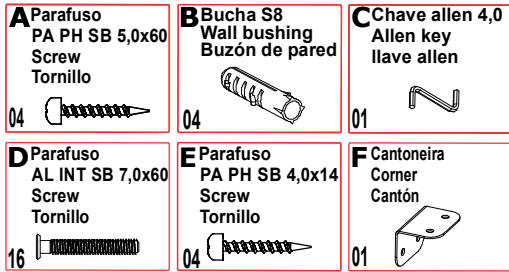 A Parafuso
PA PH SB 5,0x60
Screw
Tornillo
04
B Bucha S8
Wall bushing
Buzón de pared
04
C Chave allen 4,0
Allen key
llave allen
01
D Parafuso
AL INT SB 7,0x60
Screw
Tornillo
16
E Parafuso
PA PH SB 4,0x14
Screw
Tornillo
04
F Cantoneira
Corner
Cantón
01